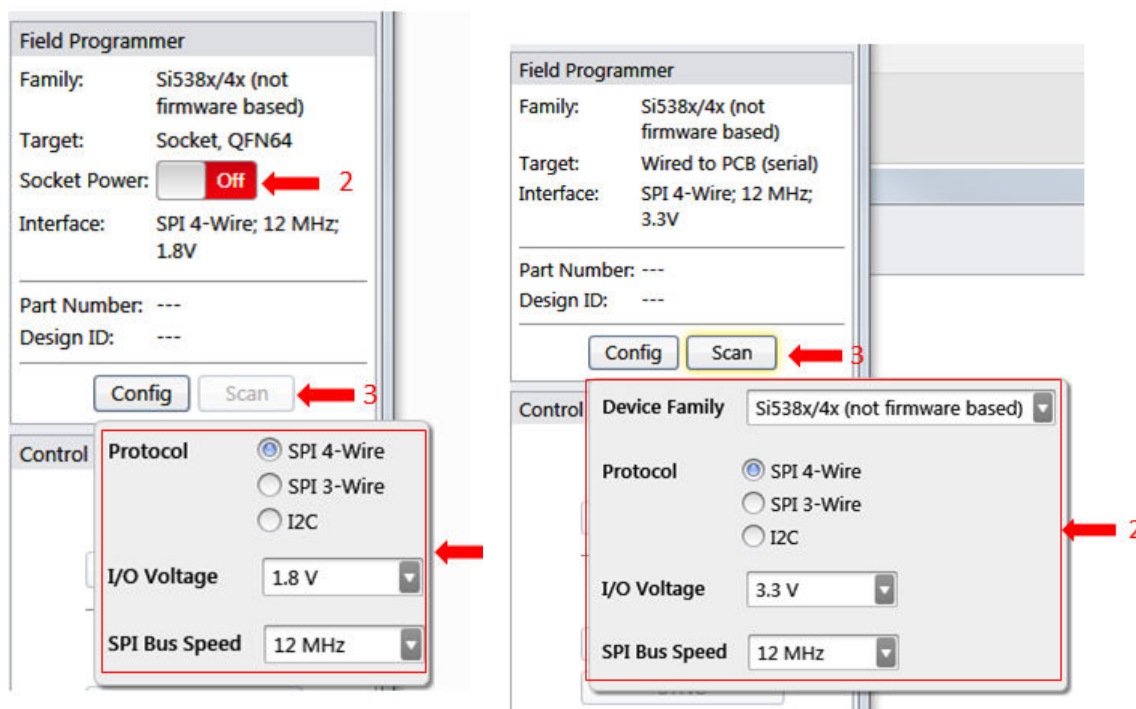 Field Programmer
Family: Si538x/4x (not
firmware based)
Target: Socket, QFN64
Socket Power: Off 2
Interface: SPI 4-Wire; 12 MHz;
1.8V
Part Number: ---
Design ID: ---
Config Scan 3
Control
Protocol SPI 4-Wire
SPI 3-Wire
I2C
I/O Voltage 1.8 V
SPI Bus Speed 12 MHz
Field Programmer
Family: Si538x/4x (not
firmware based)
Target: Wired to PCB (serial)
Interface: SPI 4-Wire; 12 MHz;
3.3V
Part Number: ---
Design ID: ---
Config Scan 3
Control
Device Family Si538x/4x (not firmware based)
Protocol SPI 4-Wire
SPI 3-Wire
I2C
2
I/O Voltage 3.3 V
SPI Bus Speed 12 MHz